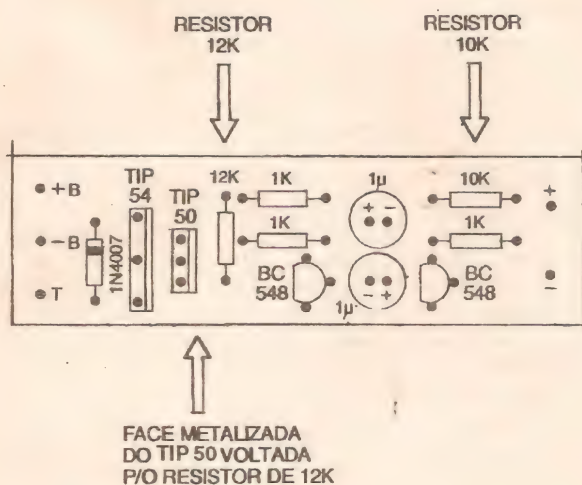 RESISTOR
12K
RESISTOR
10K
+B
-B
T
1N4007
TIP
54
TIP
50
12K
1K
1K
BC
548
1µ
+ -
- +
1µ
10K
1K
BC
548
+
-
FACE METALIZADA
DO TIP 50 VOLTADA
P/O RESISTOR DE 12K